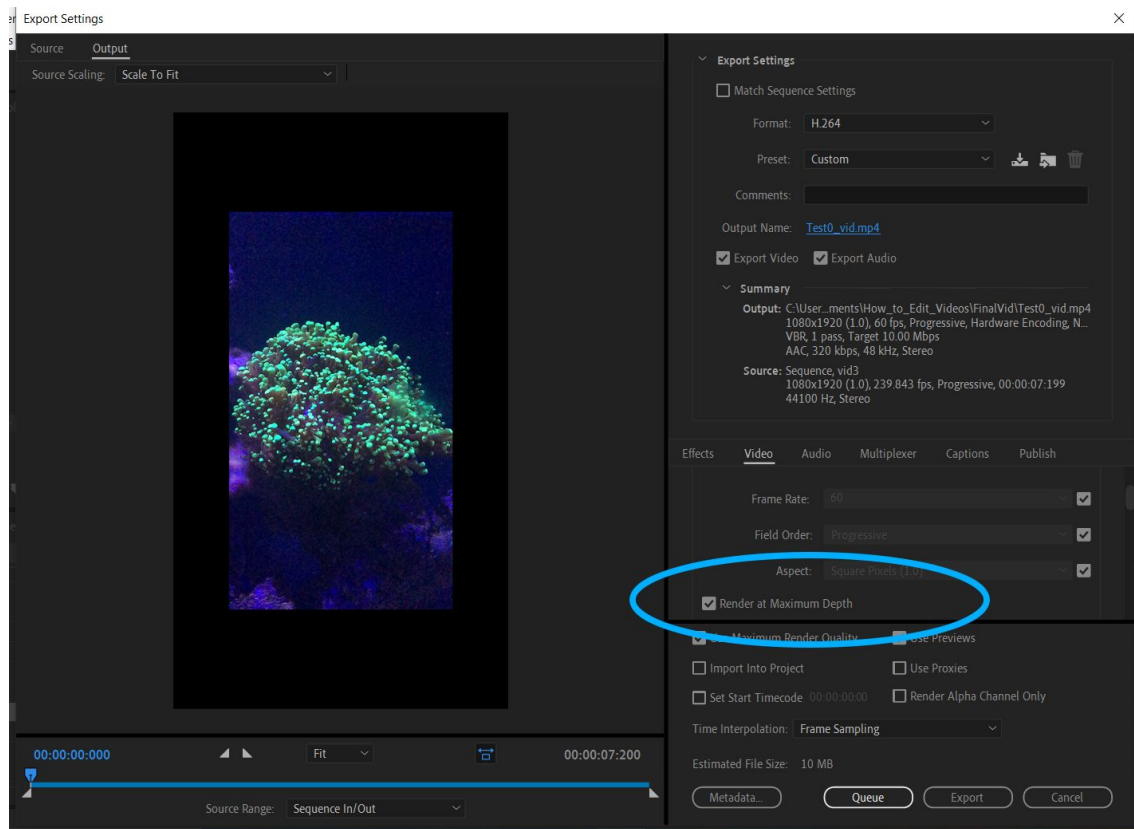 Export Settings
Source Output
Source Scaling: Scale To Fit
00:00:00:000 Fit 00:00:07:200
Source Range: Sequence In/Out
Export Settings
Match Sequence Settings
Format: H.264
Preset: Custom
Comments:
Output Name: Test0_vid.mp4
Export Video Export Audio
Summary
Output: C:\User...ments\How_to_Edit_Videos\FinalVid\Test0_vid.mp4
1080x1920 (1.0), 60 fps, Progressive, Hardware Encoding, N...
VBR, 1 pass, Target 10.00 Mbps
AAC, 320 kbps, 48 kHz, Stereo
Source: Sequence, vid3
1080x1920 (1.0), 239.843 fps, Progressive, 00:00:07:199
44100 Hz, Stereo
Effects Video Audio Multiplexer Captions Publish
Frame Rate: 60
Field Order: Progressive
Aspect: Square Pixels (1.0)
Render at Maximum Depth
Use Maximum Render Quality Use Previews
Import Into Project Use Proxies
Set Start Timecode 00:00:00:00 Render Alpha Channel Only
Time Interpolation: Frame Sampling
Estimated File Size: 10 MB
Metadata... Queue Export Cancel